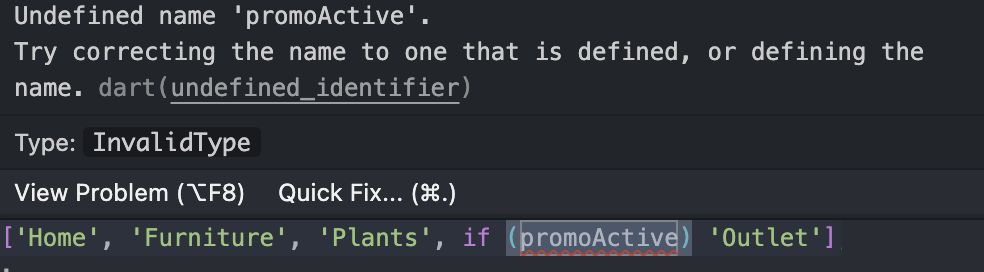 Undefined name 'promoActive'.
Try correcting the name to one that is defined, or defining the
name. dart(undefined_identifier)
Type: InvalidType
View Problem (⌥F8) Quick Fix... (⌘.)
['Home', 'Furniture', 'Plants', if (promoActive) 'Outlet']